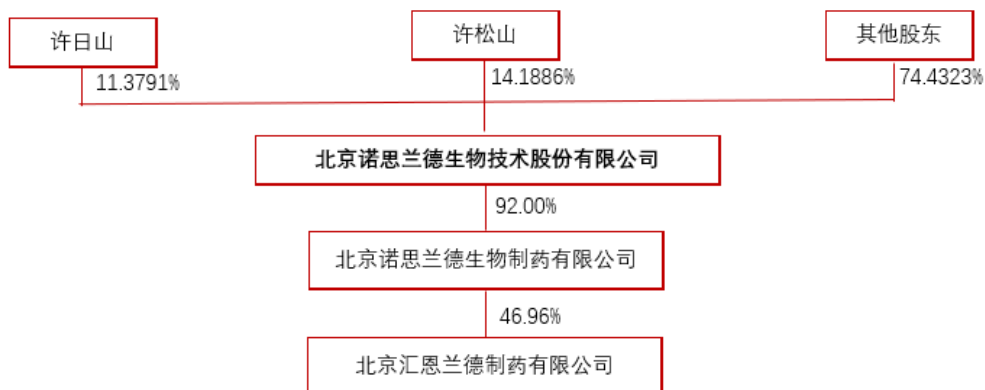 许日山
许松山
其他股东
11.3791%
14.1886%
74.4323%
北京诺思兰德生物技术股份有限公司
92.00%
北京诺思兰德生物制药有限公司
46.96%
北京汇恩兰德制药有限公司